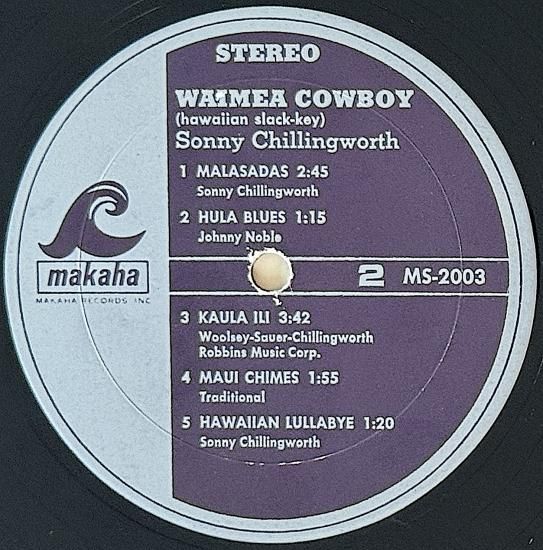 STEREO
WAIMEA COWBOY
(hawaiian slack-key)
Sonny Chillingworth
1 MALASADAS 2:45
Sonny Chillingworth
2 HULA BLUES 1:15
Johnny Noble
makaha
MAKAHA RECORDS INC
2 MS-2003
3 KAULA ILI 3:42
Woolsey-Sauer-Chillingworth
Robbins Music Corp.
4 MAUI CHIMES 1:55
Traditional
5 HAWAIIAN LULLABYE 1:20
Sonny Chillingworth